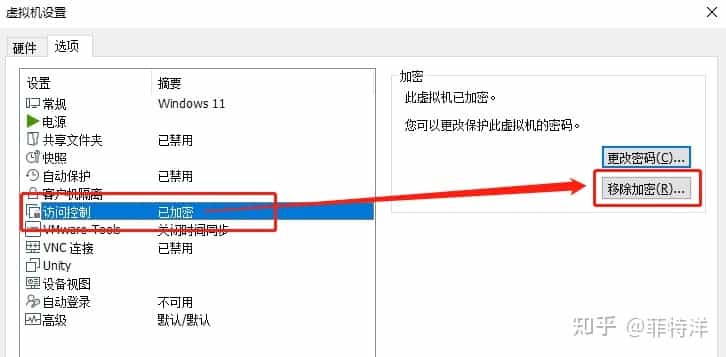 虚拟机设置
硬件 选项
设置 摘要
常规 Windows 11
电源
共享文件夹 已禁用
快照
自动保护 已禁用
客户机隔离
访问控制 已加密
VMware Tools 关闭时间同步
VNC 连接 已禁用
Unity
设备视图
自动登录 不可用
高级 默认/默认
加密
此虚拟机已加密。
您可以更改保护此虚拟机的密码。
更改密码(C)...
移除加密(R)...
知乎 @菲特洋